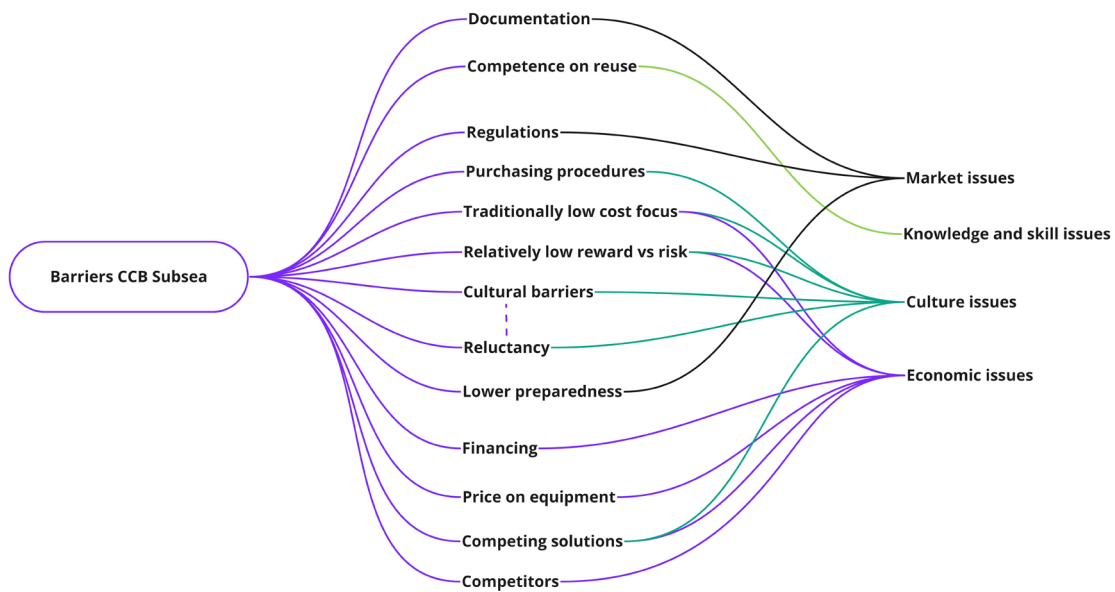 Barriers CCB Subsea
Documentation
Competence on reuse
Regulations
Purchasing procedures
Traditionally low cost focus
Relatively low reward vs risk
Cultural barriers
Reluctancy
Lower preparedness
Financing
Price on equipment
Competing solutions
Competitors
Market issues
Knowledge and skill issues
Culture issues
Economic issues